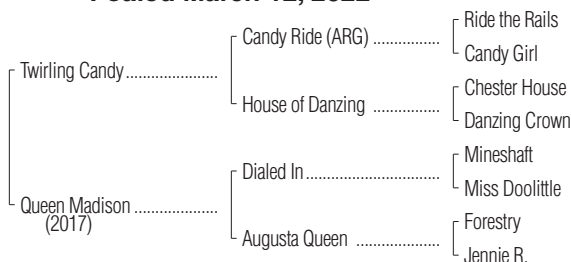 Foaled March 12, 2022
Ride the Rails
Candy Ride (ARG) ................
Candy Girl
Twirling Candy ......................
Chester House
House of Danzing ...............
Danzing Crown
Mineshaft
Dialed In................................
Miss Doolittle
Queen Madison ....................
(2017)
Forestry
Augusta Queen ....................
Jennie R.